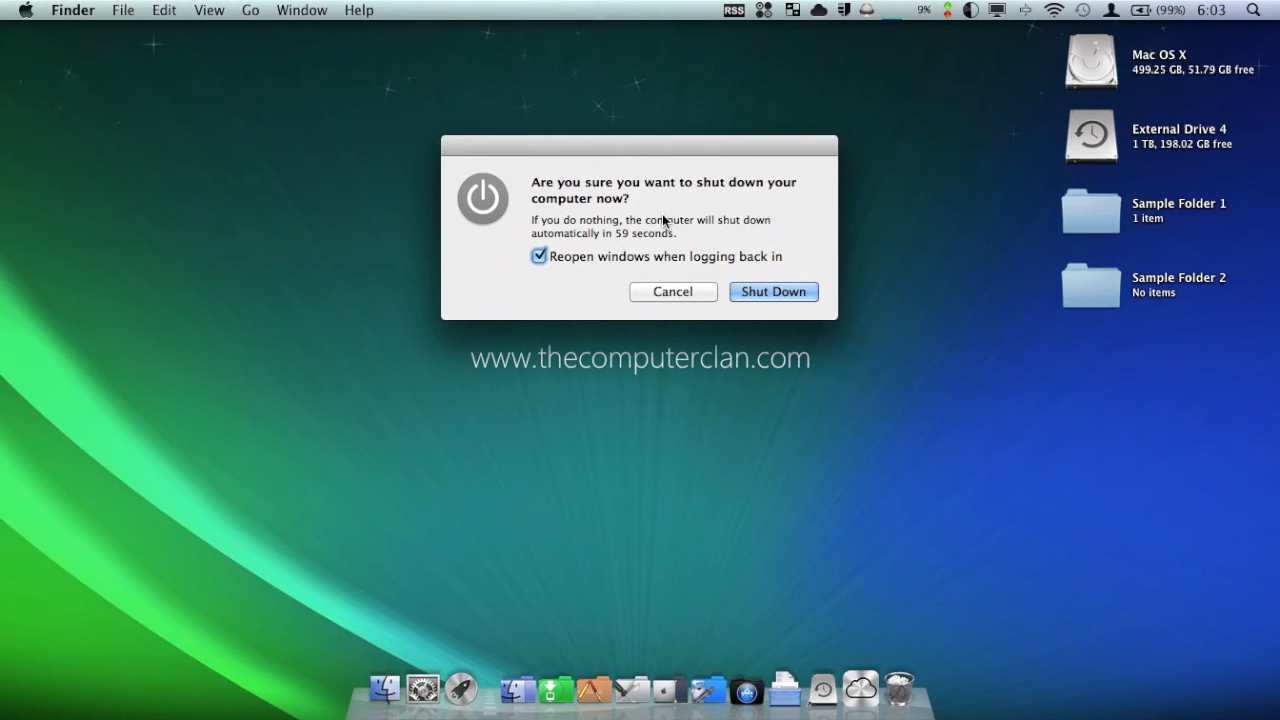 Finder File Edit View Go Window Help
RSS 9% (99%) 6:03
Mac OS X
499.25 GB, 51.79 GB free
External Drive 4
1 TB, 198.02 GB free
Are you sure you want to shut down your
computer now?
If you do nothing, the computer will shut down
automatically in 59 seconds.
Reopen windows when logging back in
Cancel Shut Down
Sample Folder 1
1 item
Sample Folder 2
No items
www.thecomputerclan.com